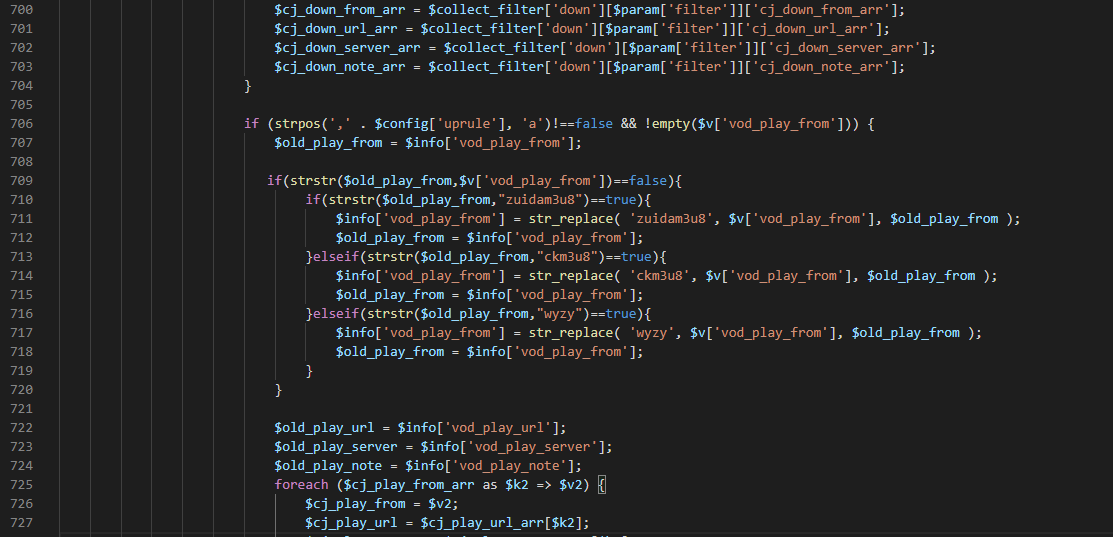 700 $cj_down_from_arr = $collect_filter['down'][$param['filter']]['cj_down_from_arr'];
701 $cj_down_url_arr = $collect_filter['down'][$param['filter']]['cj_down_url_arr'];
702 $cj_down_server_arr = $collect_filter['down'][$param['filter']]['cj_down_server_arr'];
703 $cj_down_note_arr = $collect_filter['down'][$param['filter']]['cj_down_note_arr'];
704 }
705
706 if (strpos(',' . $config['uprule'], 'a')!==false && !empty($v['vod_play_from'])) {
707 $old_play_from = $info['vod_play_from'];
708
709 if(strstr($old_play_from,$v['vod_play_from'])==false){
710 if(strstr($old_play_from,"zuidam3u8")==true){
711 $info['vod_play_from'] = str_replace( 'zuidam3u8', $v['vod_play_from'], $old_play_from );
712 $old_play_from = $info['vod_play_from'];
713 }elseif(strstr($old_play_from,"ckm3u8")==true){
714 $info['vod_play_from'] = str_replace( 'ckm3u8', $v['vod_play_from'], $old_play_from );
715 $old_play_from = $info['vod_play_from'];
716 }elseif(strstr($old_play_from,"wyzy")==true){
717 $info['vod_play_from'] = str_replace( 'wyzy', $v['vod_play_from'], $old_play_from );
718 $old_play_from = $info['vod_play_from'];
719 }
720 }
721
722 $old_play_url = $info['vod_play_url'];
723 $old_play_server = $info['vod_play_server'];
724 $old_play_note = $info['vod_play_note'];
725 foreach ($cj_play_from_arr as $k2 => $v2) {
726 $cj_play_from = $v2;
727 $cj_play_url = $cj_play_url_arr[$k2];